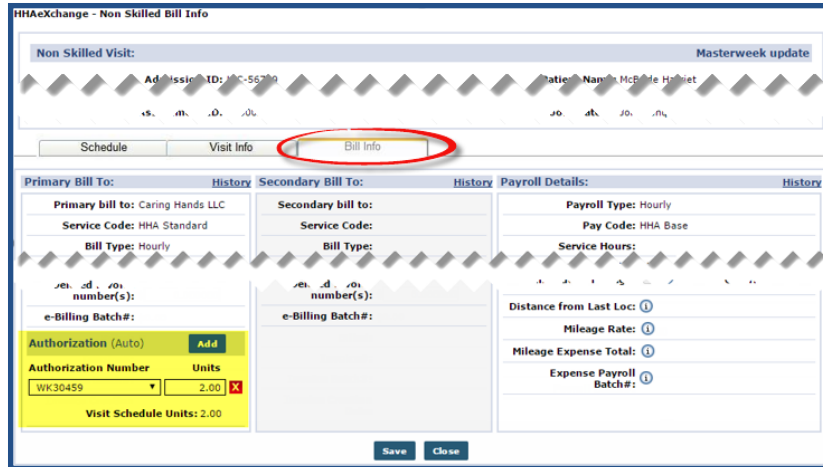 HHAeXchange - Non Skilled Bill Info
Non Skilled Visit: Masterweek update
Schedule Visit Info Bill Info
Primary Bill To: History Secondary Bill To: History Payroll Details: History
Primary bill to: Caring Hands LLC Secondary bill to: Payroll Type: Hourly
Service Code: HHA Standard Service Code: Pay Code: HHA Base
Bill Type: Hourly Bill Type: Service Hours:
number(s): number(s):
e-Billing Batch#: e-Billing Batch#: Distance from Last Loc:
Mileage Rate:
Authorization (Auto) Add Mileage Expense Total:
Authorization Number Units Expense Payroll
Batch#:
WK30459 2.00 X
Visit Schedule Units: 2.00
Save Close